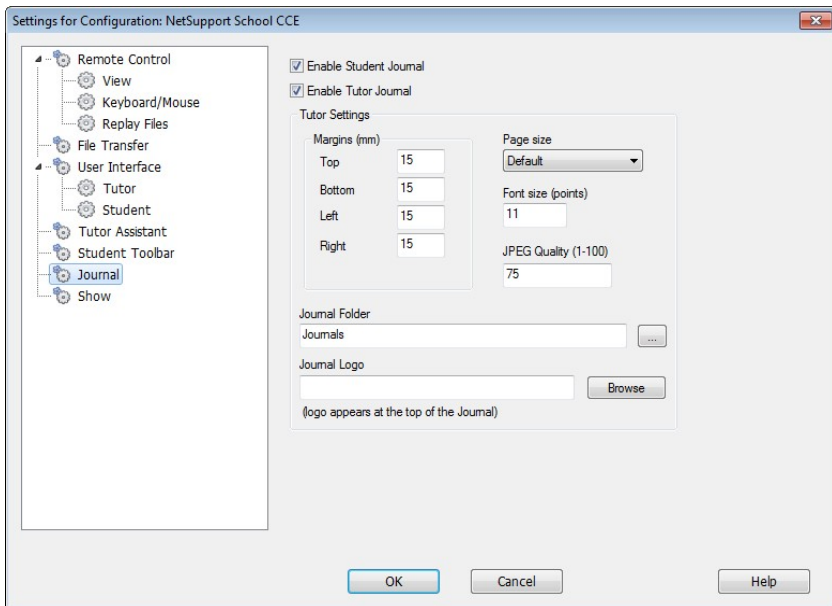 Settings for Configuration: NetSupport School CCE
Remote Control
View
Keyboard/Mouse
Replay Files
File Transfer
User Interface
Tutor
Student
Tutor Assistant
Student Toolbar
Journal
Show
Enable Student Journal
Enable Tutor Journal
Tutor Settings
Margins (mm)
Top 15
Bottom 15
Left 15
Right 15
Page size
Default
Font size (points)
11
JPEG Quality (1-100)
75
Journal Folder
Journals ...
Journal Logo
Browse
(logo appears at the top of the Journal)
OK Cancel Help